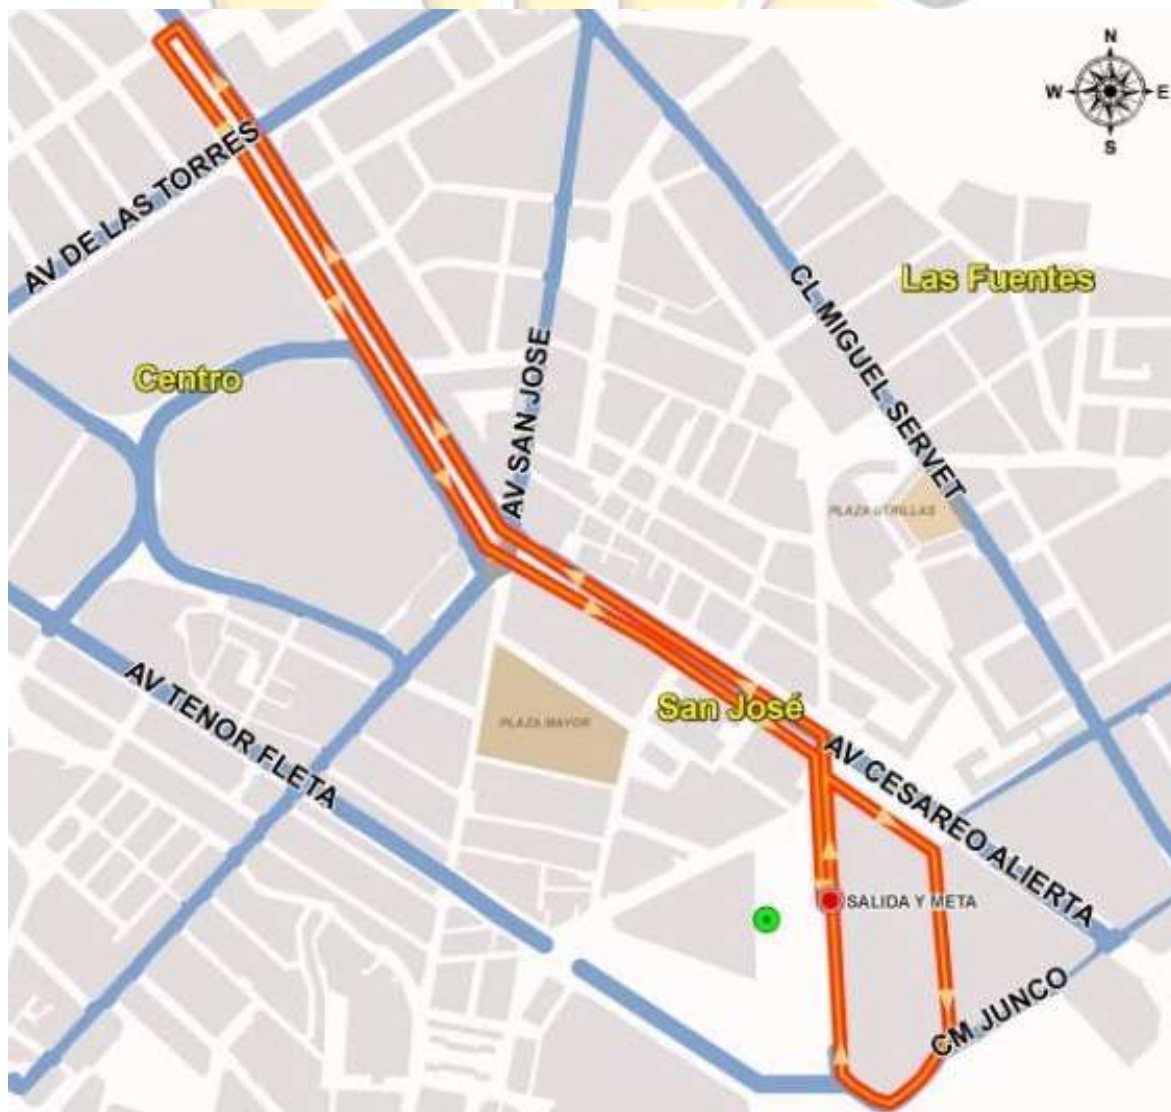 N
W
E
S
AV DE LAS TORRES
Las Fuentes
CL MIGUEL SERVET
Centro
AV SAN JOSE
PLAZA UTRILLAS
AV TENOR FLETA
PLAZA MAYOR
San José
AV CESAREO ALIERTA
SALIDA Y META
CM JUNCO